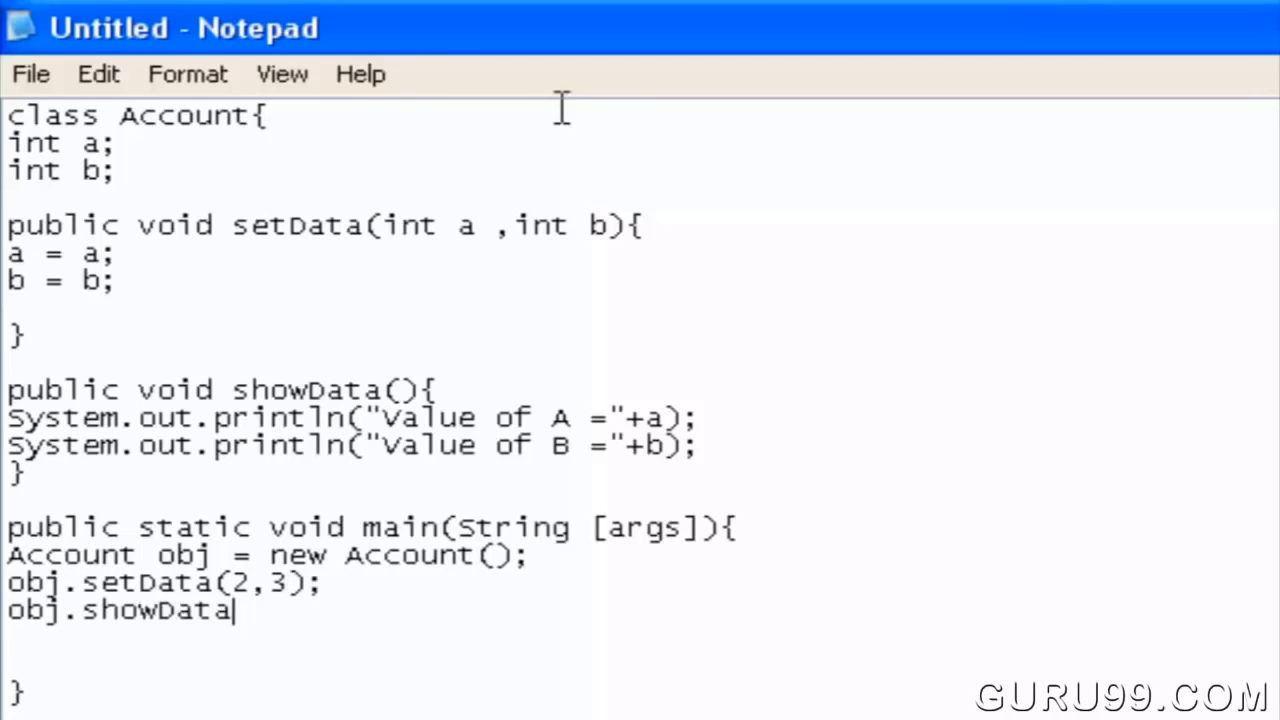 Untitled - Notepad
File Edit Format View Help
class Account{
int a;
int b;
public void setData(int a ,int b){
a = a;
b = b;
}
public void showData(){
System.out.println("Value of A ="+a);
System.out.println("Value of B ="+b);
}
public static void main(String [args]){
Account obj = new Account();
obj.setData(2,3);
obj.showData
}
GURU99.COM